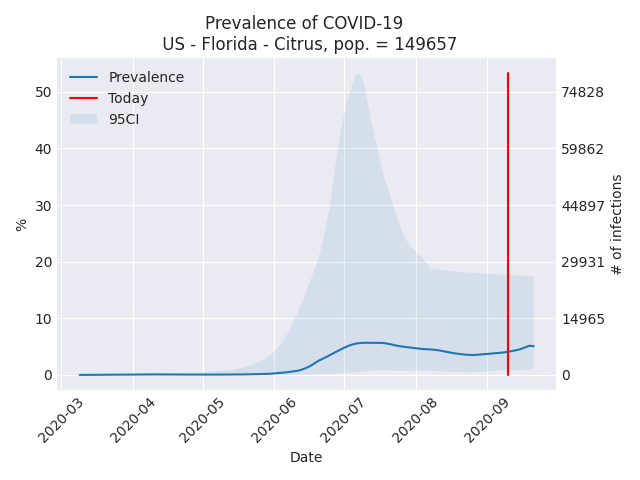 Prevalence of COVID-19
US - Florida - Citrus, pop. = 149657
Prevalence
Today
95CI
50
40
30
20
10
0
%
74828
59862
44897
29931
14965
0
# of infections
2020-03
2020-04
2020-05
2020-06
2020-07
2020-08
2020-09
Date